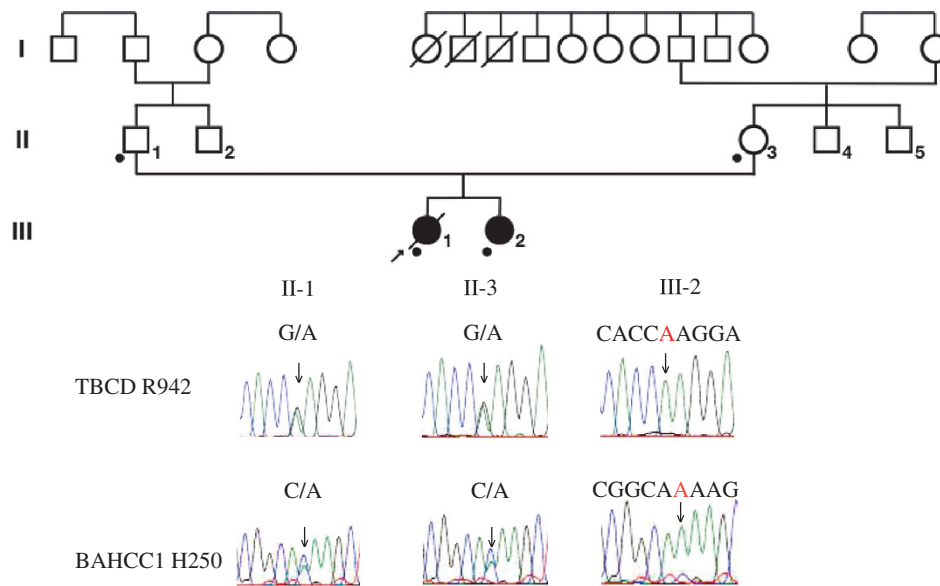 I
II
1
2
3
4
5
III
1
2
II-1 II-3 III-2
G/A G/A CACCAAGGA
TBCD R942
C/A C/A CGGCAAAAG
BAHCC1 H250